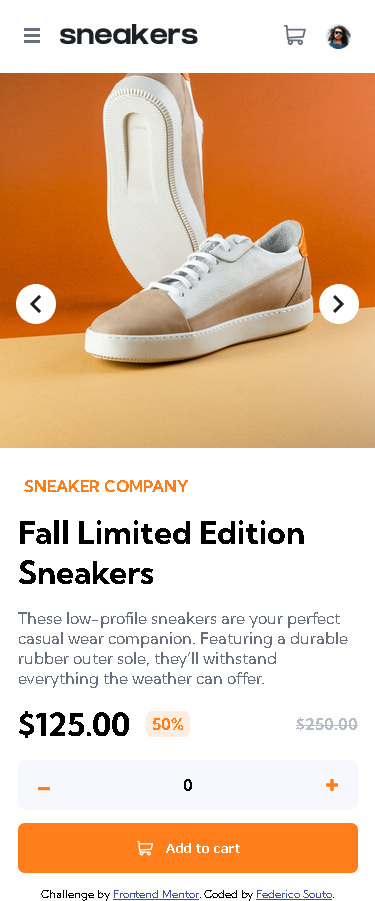 sneakers
SNEAKER COMPANY
Fall Limited Edition
Sneakers
These low-profile sneakers are your perfect
casual wear companion. Featuring a durable
rubber outer sole, they’ll withstand
everything the weather can offer.
$125.00 50% $250.00
– 0 +
Add to cart
Challenge by Frontend Mentor. Coded by Federico Souto.